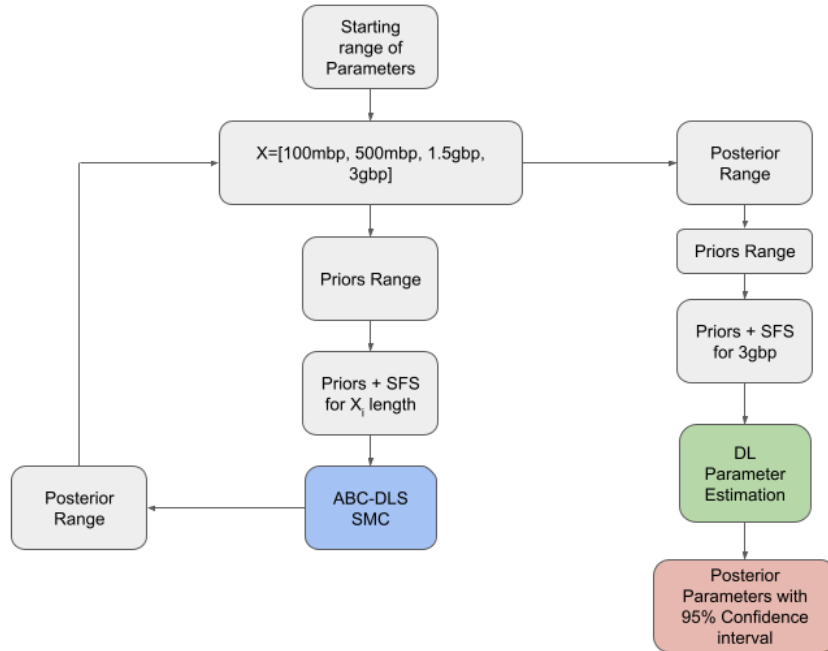 Starting
range of
Parameters
X=[100mbp, 500mbp, 1.5gbp,
3gbp]
Priors Range
Priors + SFS
for Xi length
ABC-DLS
SMC
Posterior
Range
Posterior
Range
Priors Range
Priors + SFS
for 3gbp
DL
Parameter
Estimation
Posterior
Parameters with
95% Confidence
interval